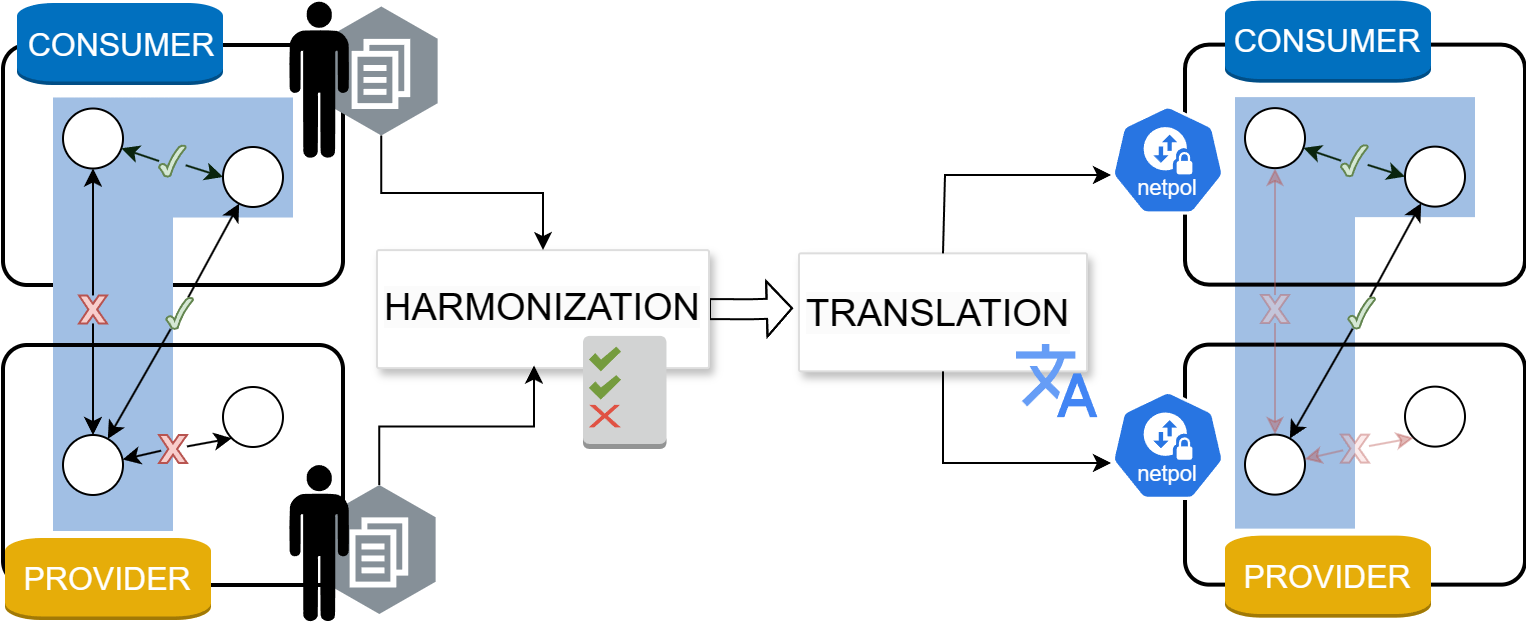 CONSUMER
CONSUMER
netpol
HARMONIZATION
TRANSLATION
netpol
PROVIDER
PROVIDER